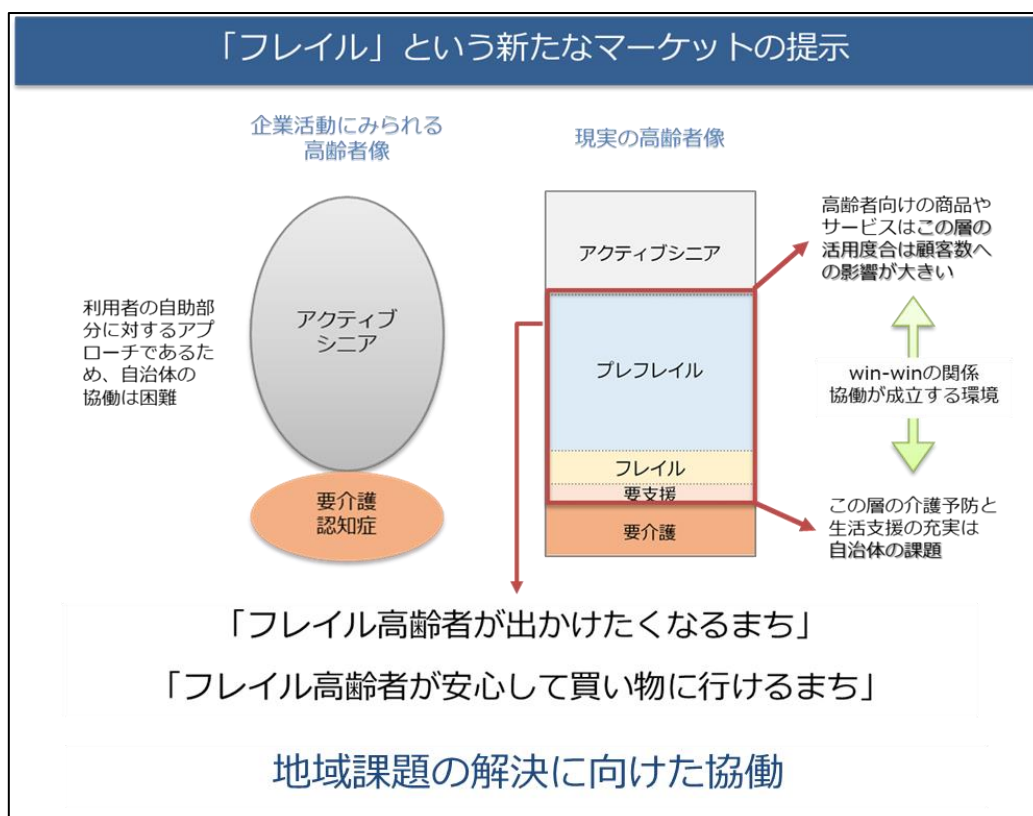 「フレイル」という新たなマーケットの提示
企業活動にみられる
高齢者像
現実の高齢者像
利用者の自助部
分に対するアプ
ローチであるた
め、自治体の
協働は困難
アクティブ
シニア
要介護
認知症
アクティブシニア
プレフレイル
フレイル
要支援
要介護
高齢者向けの商品や
サービスはこの層の
活用度合は顧客数へ
の影響が大きい
win-winの関係
協働が成立する環境
この層の介護予防と
生活支援の充実は
自治体の課題
「フレイル高齢者が出かけたくなるまち」
「フレイル高齢者が安心して買い物に行けるまち」
地域課題の解決に向けた協働